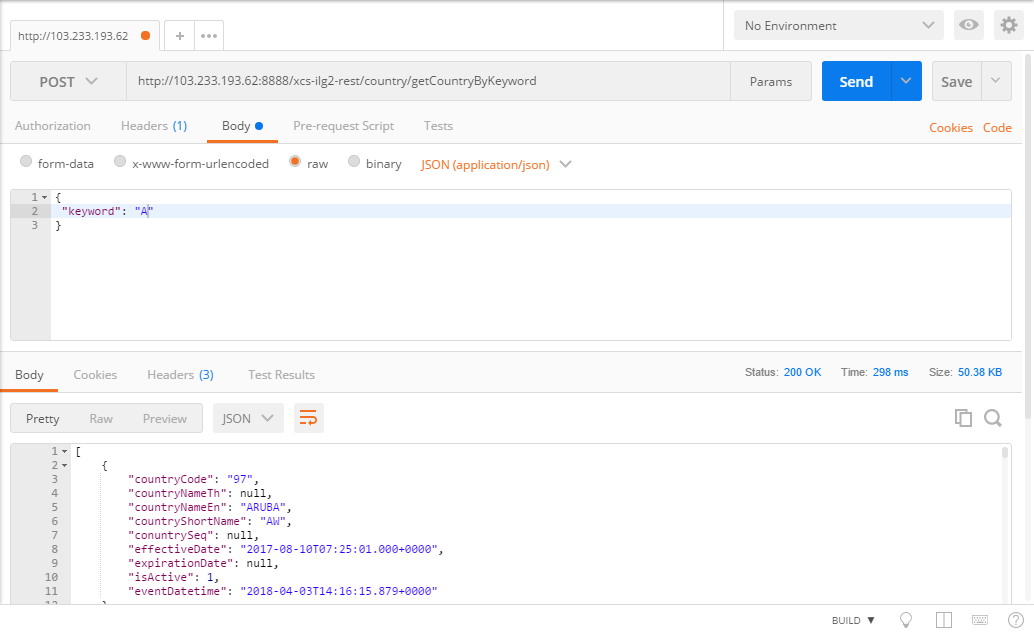 http://103.233.193.62
No Environment
POST
http://103.233.193.62:8888/xcs-ilg2-rest/country/getCountryByKeyword
Params
Send
Save
Authorization
Headers (1)
Body
Pre-request Script
Tests
Cookies
Code
form-data
x-www-form-urlencoded
raw
binary
JSON (application/json)
1 {
2 "keyword": "A"
3 }
Body
Cookies
Headers (3)
Test Results
Status: 200 OK
Time: 298 ms
Size: 50.38 KB
Pretty
Raw
Preview
JSON
1 [
2 {
3 "countryCode": "97",
4 "countryNameTh": null,
5 "countryNameEn": "ARUBA",
6 "countryShortName": "AW",
7 "conuntrySeq": null,
8 "effectiveDate": "2017-08-10T07:25:01.000+0000",
9 "expirationDate": null,
10 "isActive": 1,
11 "eventDatetime": "2018-04-03T14:16:15.879+0000"
BUILD